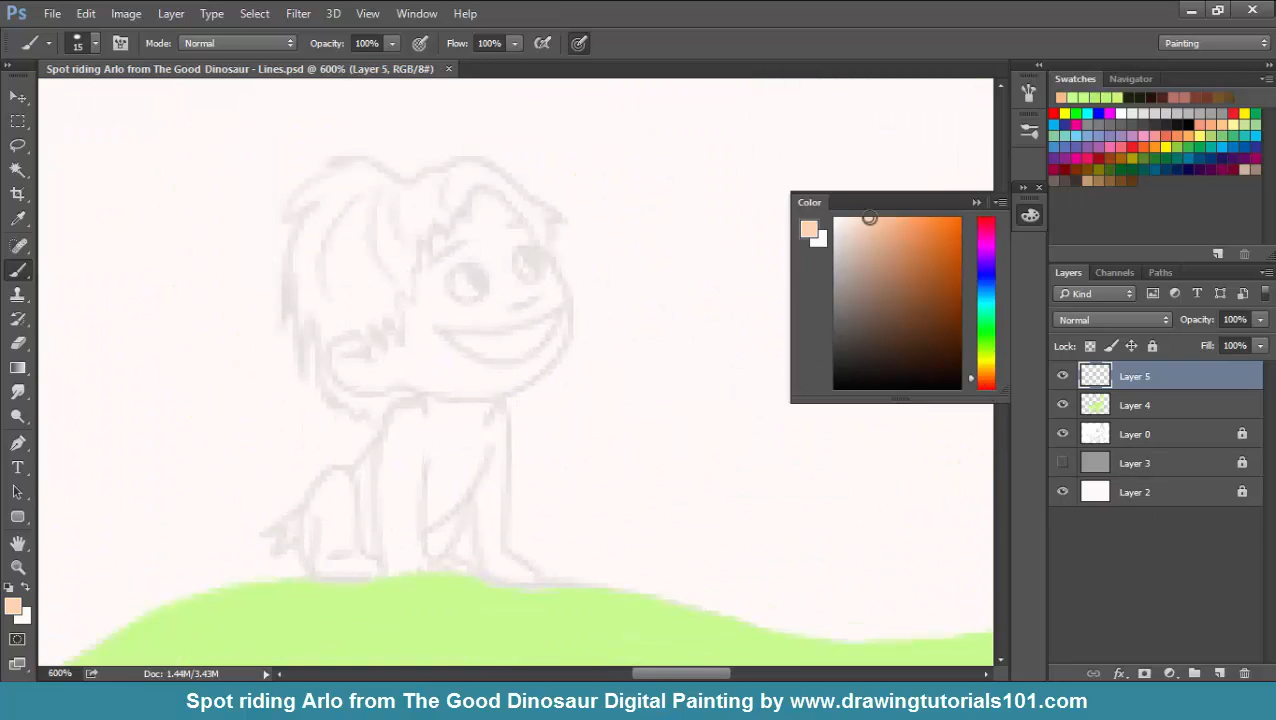 Ps File Edit Image Layer Type Select Filter 3D View Window Help
15 Mode: Normal Opacity: 100% Flow: 100% Painting
Spot riding Arlo from The Good Dinosaur - Lines.psd @ 600% (Layer 5, RGB/8#)
Swatches Navigator
Color
Layers Channels Paths
Kind
Normal Opacity: 100%
Lock: Fill: 100%
Layer 5
Layer 4
Layer 0
Layer 3
Layer 2
600% Doc: 1.44M/3.43M
Spot riding Arlo from The Good Dinosaur Digital Painting by www.drawingtutorials101.com